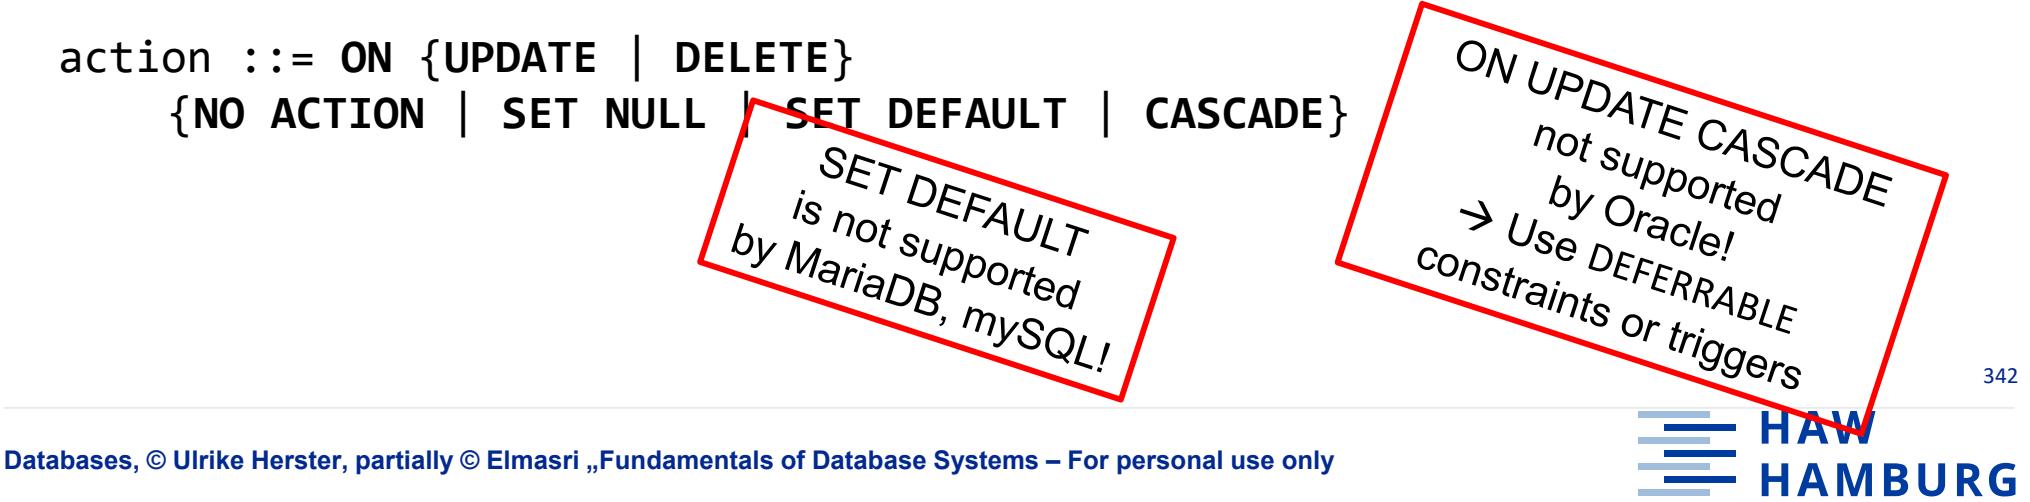 action ::= ON {UPDATE | DELETE}
{NO ACTION | SET NULL | SET DEFAULT | CASCADE}
SET DEFAULT
is not supported
by MariaDB, mySQL!
ON UPDATE CASCADE
not supported
by Oracle!
→ Use DEFERRABLE
constraints or triggers
342
Databases, © Ulrike Herster, partially © Elmasri „Fundamentals of Database Systems – For personal use only
HAW
HAMBURG